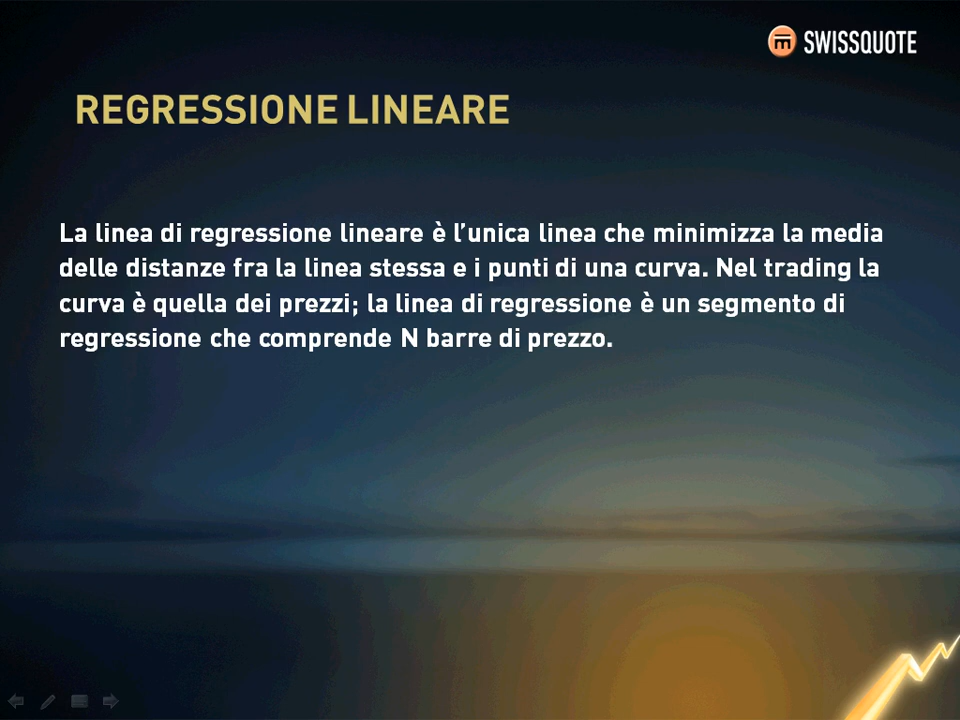 SWISSQUOTE
REGRESSIONE LINEARE
La linea di regressione lineare è l'unica linea che minimizza la media
delle distanze fra la linea stessa e i punti di una curva. Nel trading la
curva è quella dei prezzi; la linea di regressione è un segmento di
regressione che comprende N barre di prezzo.